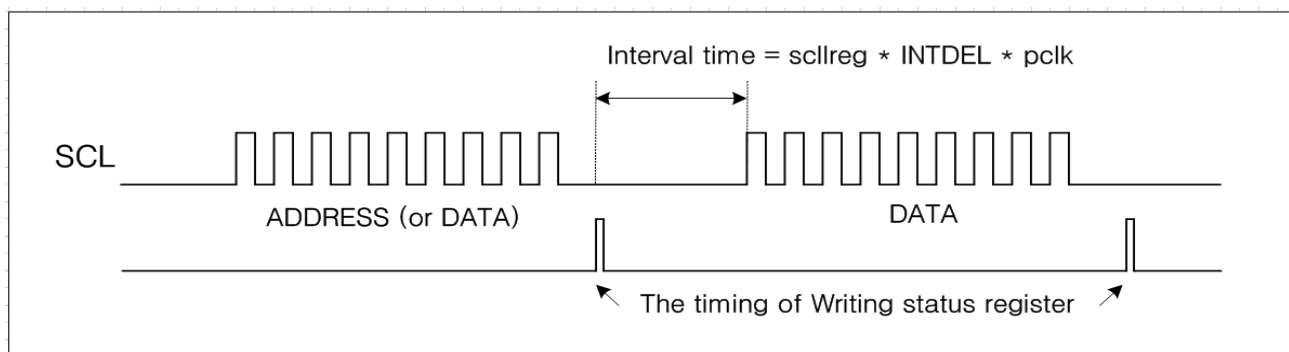 Interval time = scllreg * INTDEL * pclk
SCL
ADDRESS (or DATA)
DATA
The timing of Writing status register